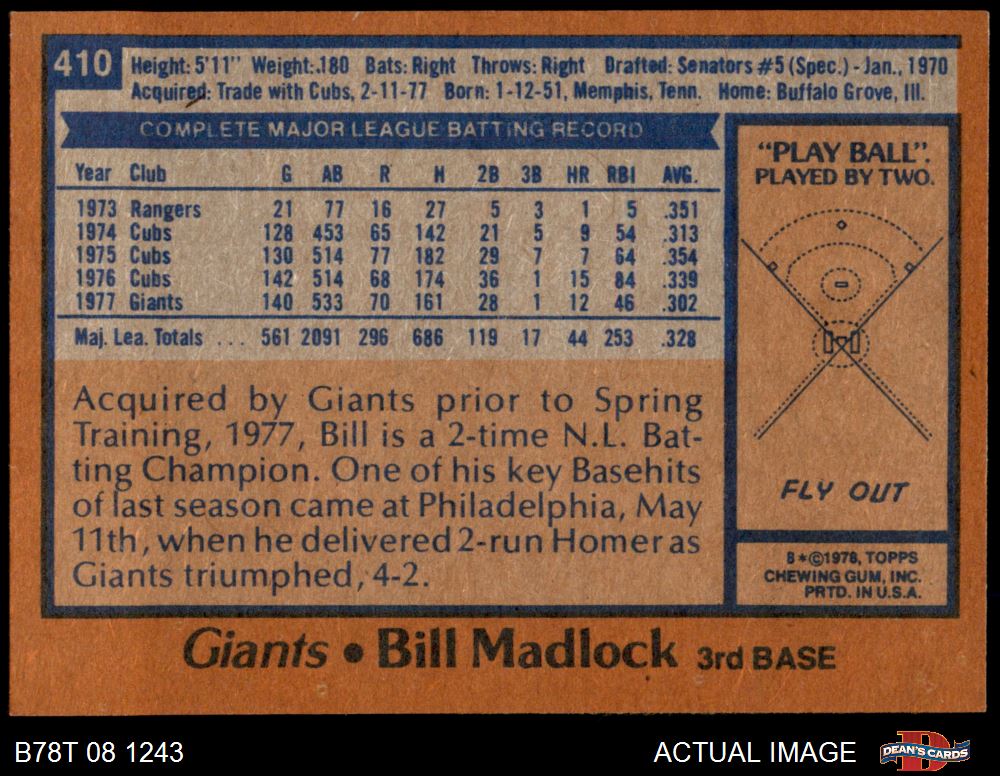 410
Height: 5'11" Weight: 180 Bats: Right Throws: Right Drafted: Senators #5 (Spec.) - Jan., 1970
Acquired: Trade with Cubs, 2-11-77 Born: 1-12-51, Memphis, Tenn. Home: Buffalo Grove, Ill.
COMPLETE MAJOR LEAGUE BATTING RECORD
Year Club G AB R H 2B 3B HR RBI AVG.
1973 Rangers 21 77 16 27 5 3 1 5 .351
1974 Cubs 128 453 65 142 21 5 9 54 .313
1975 Cubs 130 514 77 182 29 7 7 64 .354
1976 Cubs 142 514 68 174 36 1 15 84 .339
1977 Giants 140 533 70 161 28 1 12 46 .302
Maj. Lea. Totals ... 561 2091 296 686 119 17 44 253 .328
Acquired by Giants prior to Spring
Training, 1977, Bill is a 2-time N.L. Bat-
ting Champion. One of his key Basehits
of last season came at Philadelphia, May
11th, when he delivered 2-run Homer as
Giants triumphed, 4-2.
"PLAY BALL".
PLAYED BY TWO.
FLY OUT
B*©1978, TOPPS
CHEWING GUM, INC.
PRTD. IN U.S.A.
Giants • Bill Madlock 3rd BASE
B78T 08 1243
ACTUAL IMAGE
DEAN'S CARDS